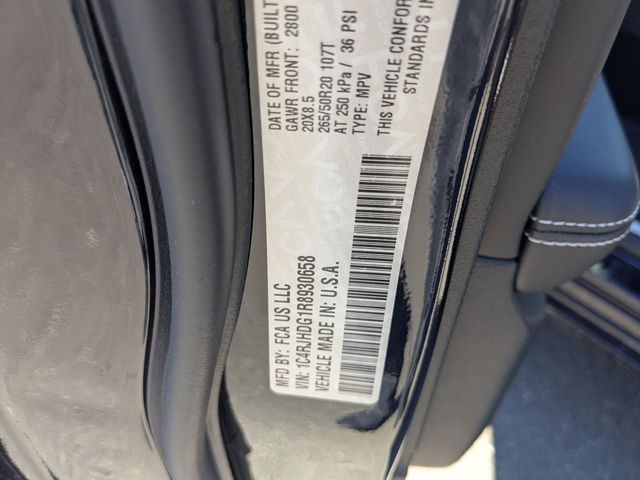 MFD BY: FCA US LLC
VIN: 1C4RJHDG1R8930658
VEHICLE MADE IN: U.S.A.
DATE OF MFR (BUILT
GAWR FRONT: 2800
20X8.5
265/50R20 107T
AT 250 kPa / 36 PSI
TYPE: MPV
THIS VEHICLE CONFOR
STANDARDS IN